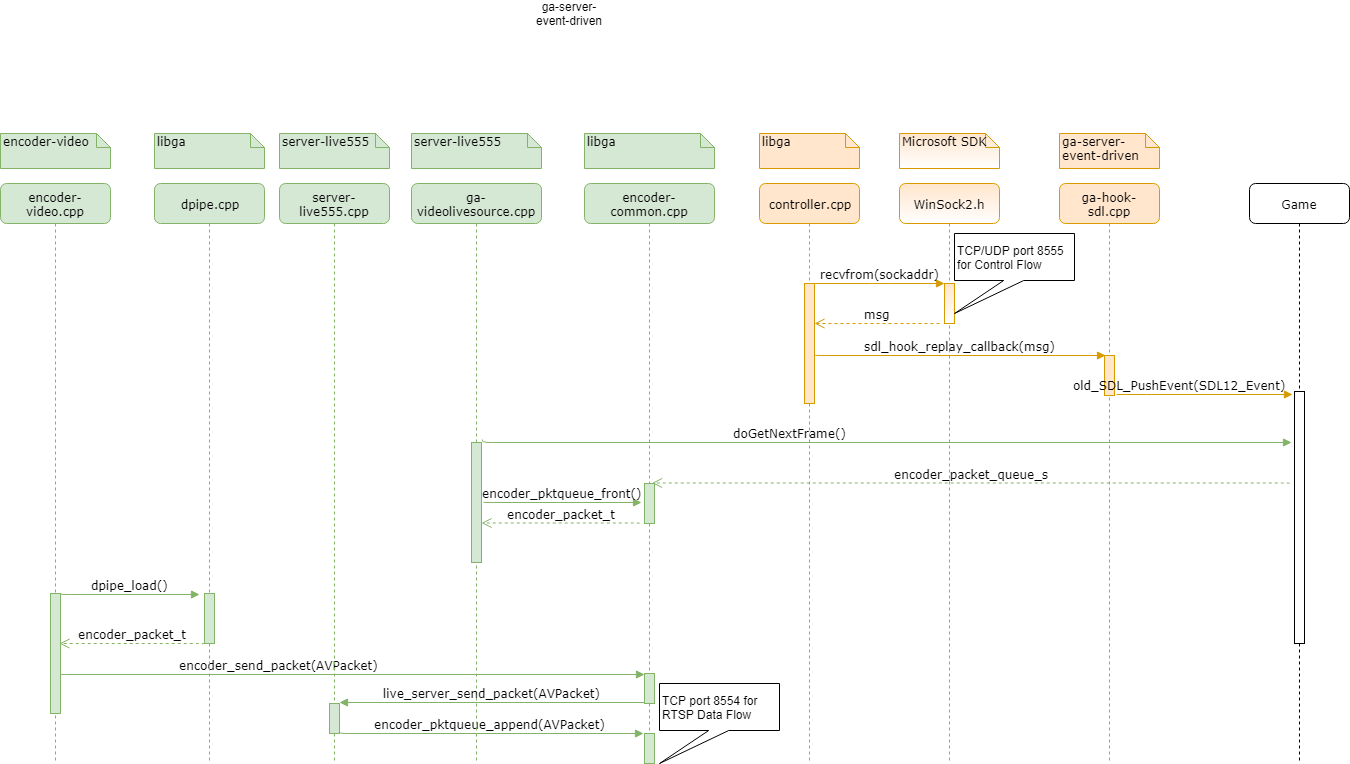 ga-server-
event-driven
encoder-video
libga
server-live555
server-live555
libga
libga
Microsoft SDK
ga-server-
event-driven
encoder-
video.cpp
dpipe.cpp
server-
live555.cpp
ga-
videolivesource.cpp
encoder-
common.cpp
controller.cpp
WinSock2.h
ga-hook-
sdl.cpp
Game
TCP/UDP port 8555
for Control Flow
recvfrom(sockaddr)
msg
sdl_hook_replay_callback(msg)
old_SDL_PushEvent(SDL12_Event)
doGetNextFrame()
encoder_packet_queue_s
encoder_pktqueue_front()
encoder_packet_t
dpipe_load()
encoder_packet_t
encoder_send_packet(AVPacket)
live_server_send_packet(AVPacket)
TCP port 8554 for
RTSP Data Flow
encoder_pktqueue_append(AVPacket)